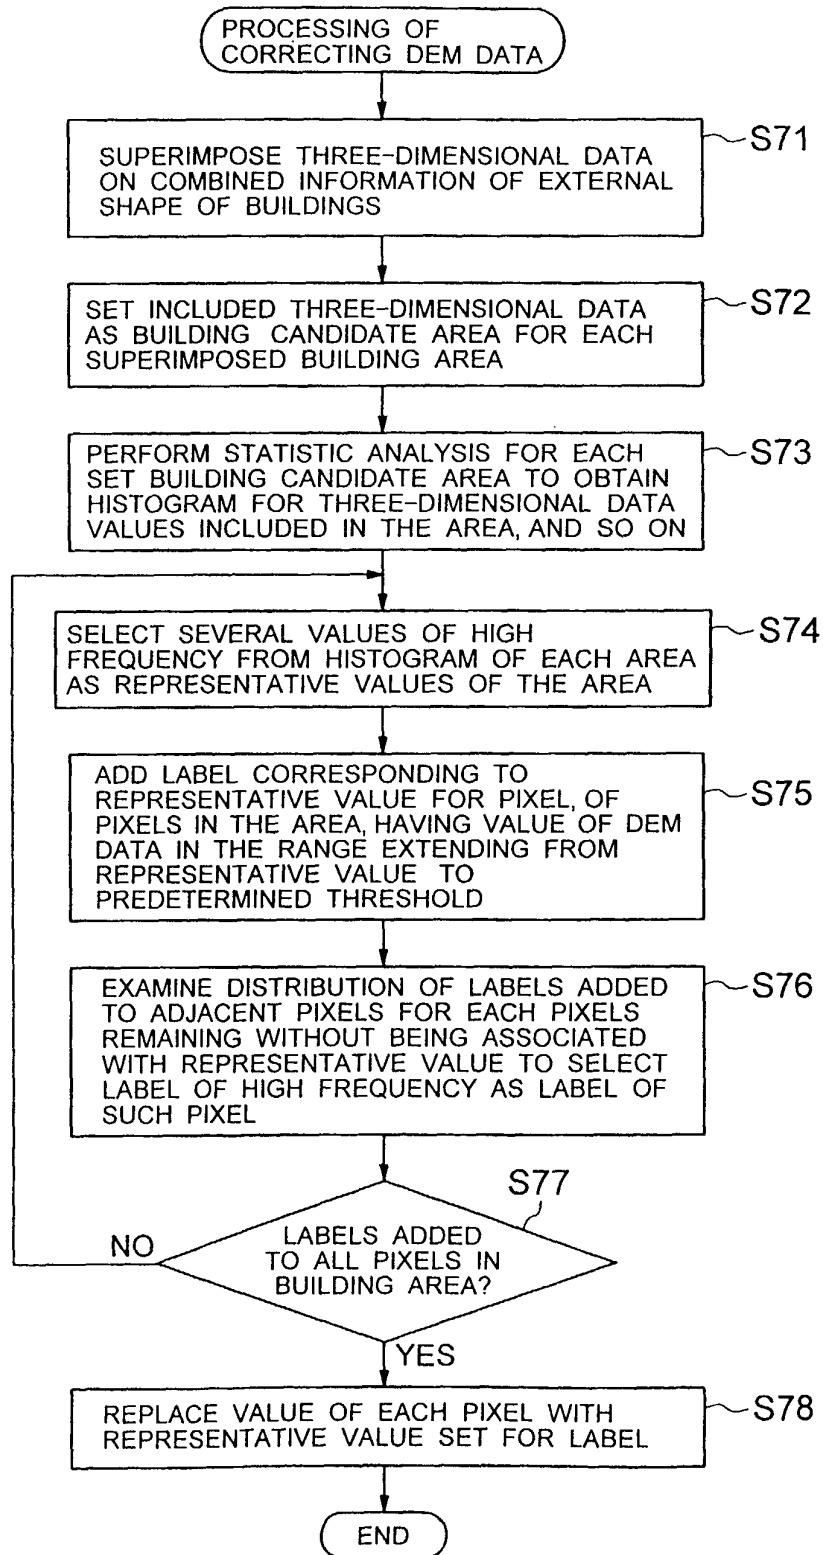 PROCESSING OF
CORRECTING DEM DATA
S71
SUPERIMPOSE THREE-DIMENSIONAL DATA
ON COMBINED INFORMATION OF EXTERNAL
SHAPE OF BUILDINGS
S72
SET INCLUDED THREE-DIMENSIONAL DATA
AS BUILDING CANDIDATE AREA FOR EACH
SUPERIMPOSED BUILDING AREA
S73
PERFORM STATISTIC ANALYSIS FOR EACH
SET BUILDING CANDIDATE AREA TO OBTAIN
HISTOGRAM FOR THREE-DIMENSIONAL DATA
VALUES INCLUDED IN THE AREA, AND SO ON
S74
SELECT SEVERAL VALUES OF HIGH
FREQUENCY FROM HISTOGRAM OF EACH AREA
AS REPRESENTATIVE VALUES OF THE AREA
S75
ADD LABEL CORRESPONDING TO
REPRESENTATIVE VALUE FOR PIXEL, OF
PIXELS IN THE AREA, HAVING VALUE OF DEM
DATA IN THE RANGE EXTENDING FROM
REPRESENTATIVE VALUE TO
PREDETERMINED THRESHOLD
S76
EXAMINE DISTRIBUTION OF LABELS ADDED
TO ADJACENT PIXELS FOR EACH PIXELS
REMAINING WITHOUT BEING ASSOCIATED
WITH REPRESENTATIVE VALUE TO SELECT
LABEL OF HIGH FREQUENCY AS LABEL OF
SUCH PIXEL
S77
LABELS ADDED
TO ALL PIXELS IN
BUILDING AREA?
NO
YES
S78
REPLACE VALUE OF EACH PIXEL WITH
REPRESENTATIVE VALUE SET FOR LABEL
END